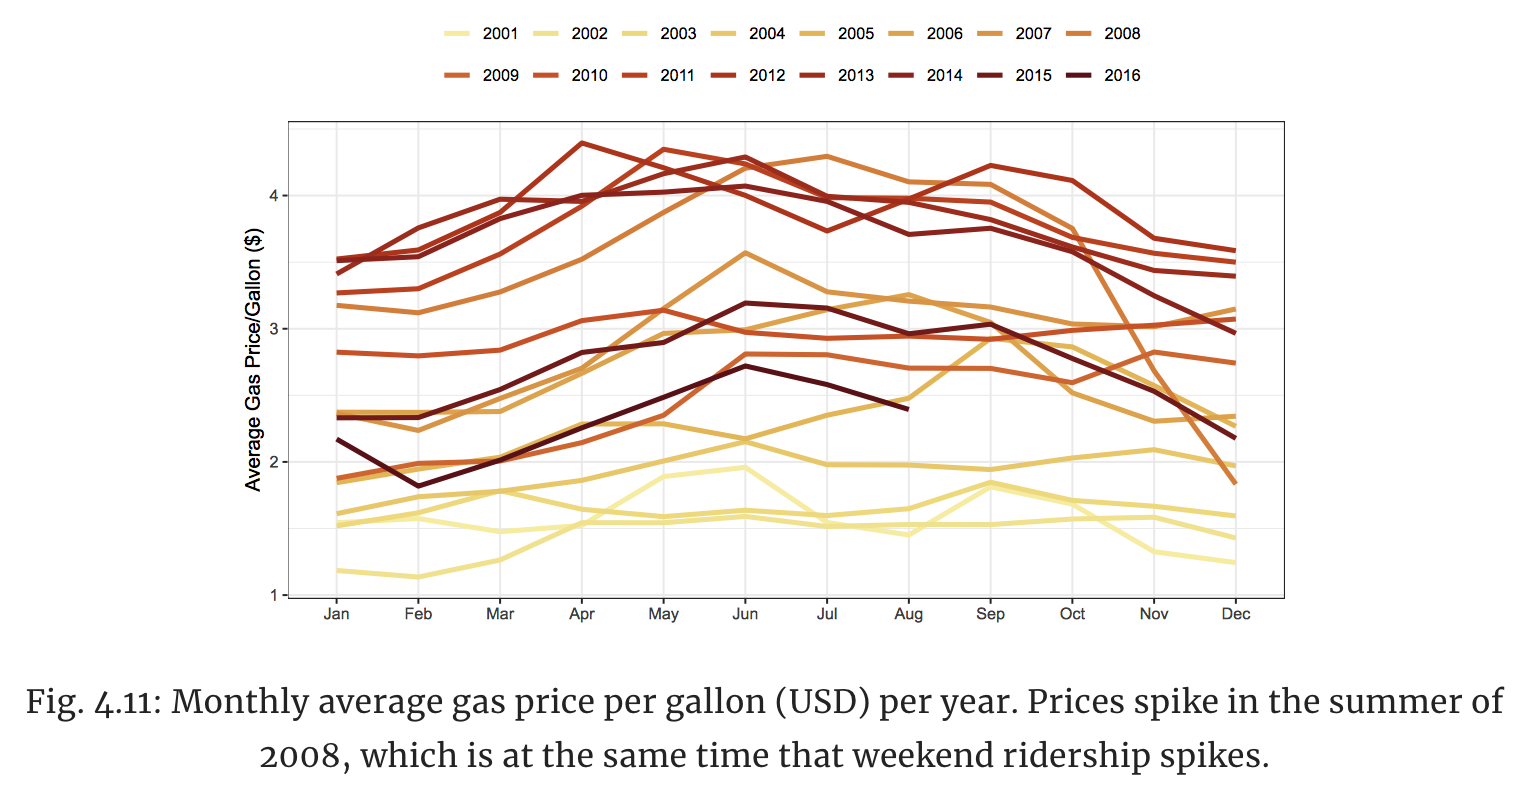 2001 2002 2003 2004 2005 2006 2007 2008
2009 2010 2011 2012 2013 2014 2015 2016
Average Gas Price/Gallon ($)
4
3
2
1
Jan Feb Mar Apr May Jun Jul Aug Sep Oct Nov Dec
Fig. 4.11: Monthly average gas price per gallon (USD) per year. Prices spike in the summer of
2008, which is at the same time that weekend ridership spikes.